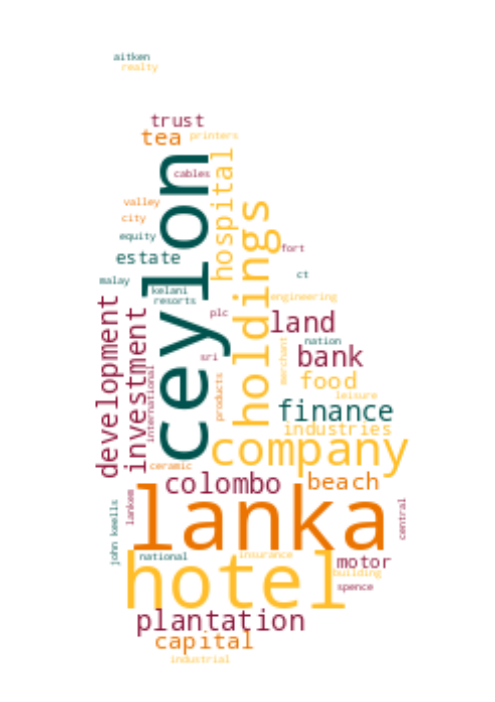 aitken
realty
trust
tea
printers
cables
ceylon
hospital
valley
holdings
city
equity
fort
estate
ct
malay
kelani
resorts
engineering
development
investment
plc
land
nation
sri
merchant
bank
international
products
food
leisure
finance
industries
company
ceramic
colombo
beach
lanka
lankem
central
john keells
national
insurance
hotel
motor
building
spence
plantation
capital
industrial